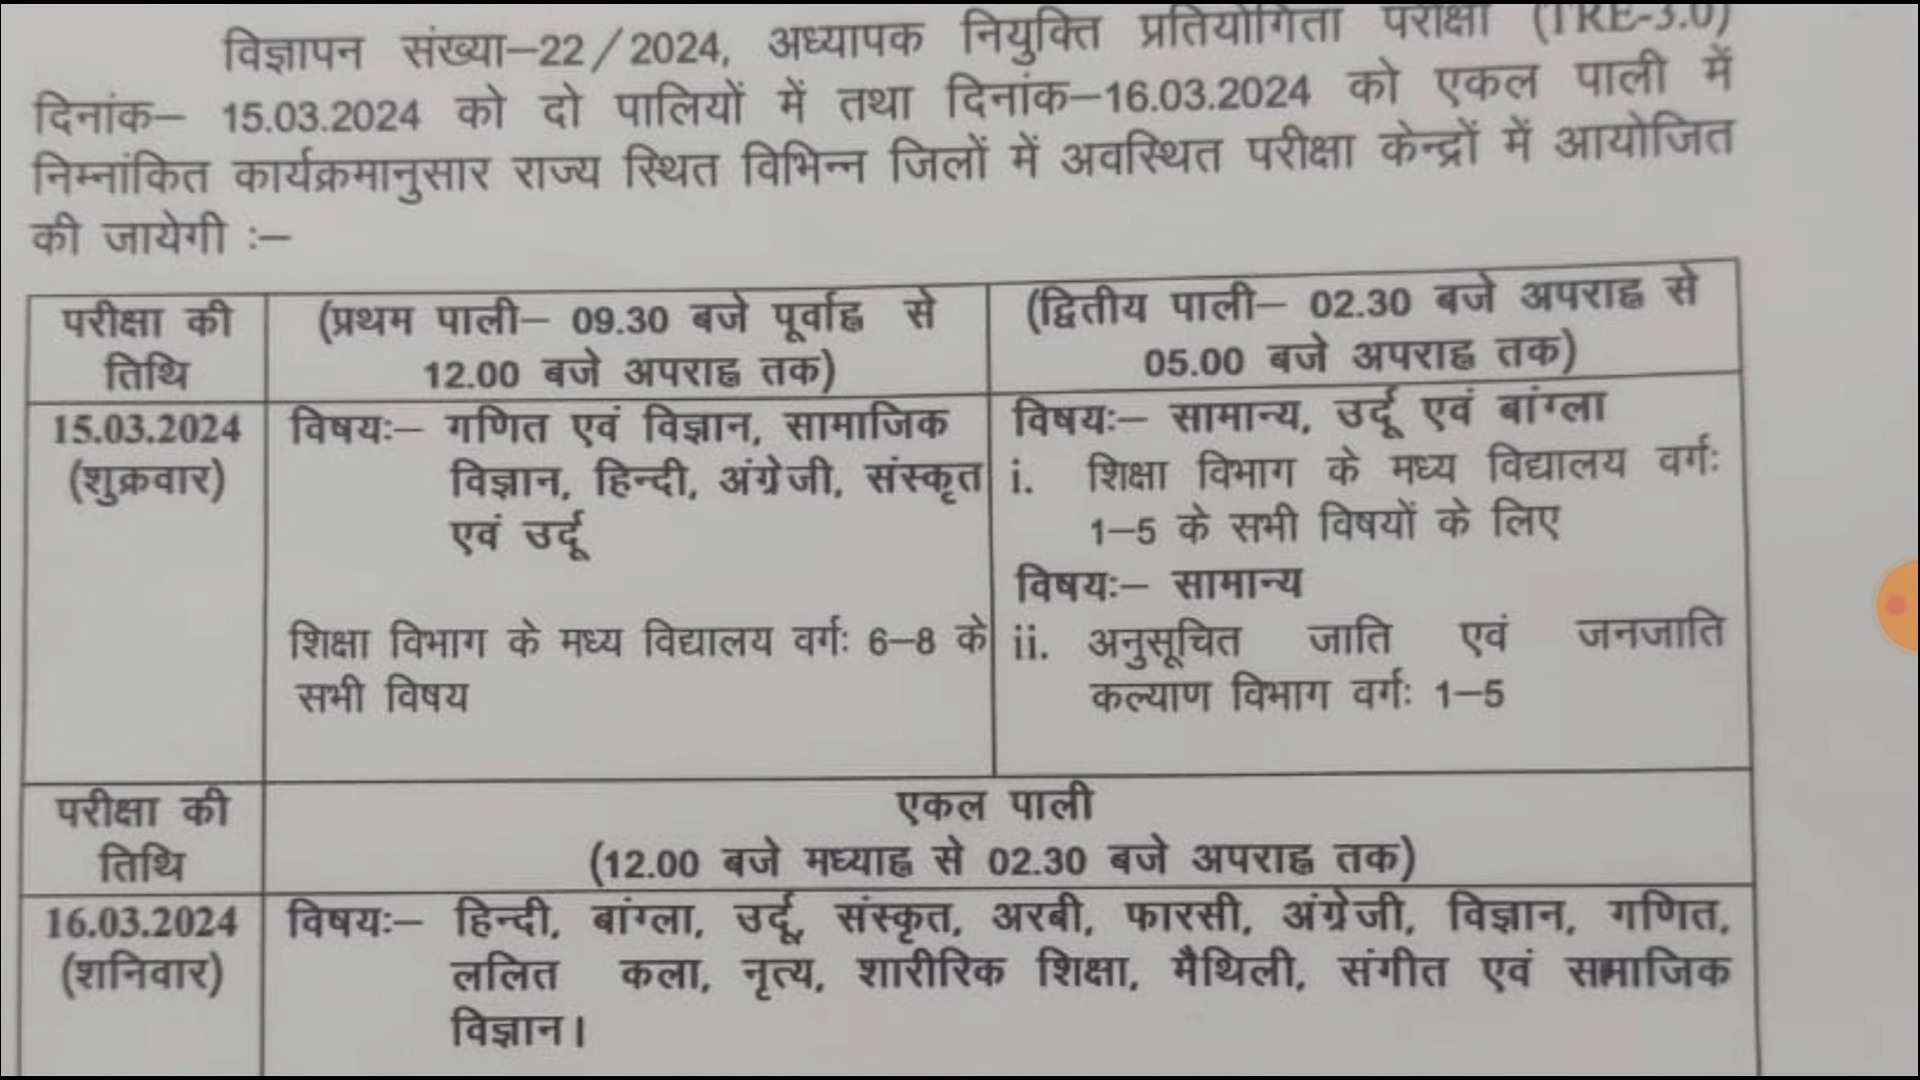 विज्ञापन संख्या–22/2024, अध्यापक नियुक्ति प्रतियोगिता परीक्षा (TRE-3.0)
दिनांक– 15.03.2024 को दो पालियों में तथा दिनांक–16.03.2024 को एकल पाली में
निम्नांकित कार्यक्रमानुसार राज्य स्थित विभिन्न जिलों में अवस्थित परीक्षा केन्द्रों में आयोजित
की जायेगी :–
परीक्षा की
तिथि
(प्रथम पाली– 09.30 बजे पूर्वाह्न से
12.00 बजे अपराह्न तक)
(द्वितीय पाली– 02.30 बजे अपराह्न से
05.00 बजे अपराह्न तक)
15.03.2024
(शुक्रवार)
विषयः– गणित एवं विज्ञान, सामाजिक
विज्ञान, हिन्दी, अंग्रेजी, संस्कृत
एवं उर्दू
शिक्षा विभाग के मध्य विद्यालय वर्गः 6–8 के
सभी विषय
विषयः– सामान्य, उर्दू एवं बांग्ला
i. शिक्षा विभाग के मध्य विद्यालय वर्गः
1–5 के सभी विषयों के लिए
विषयः– सामान्य
ii. अनुसूचित जाति एवं जनजाति
कल्याण विभाग वर्गः 1–5
परीक्षा की
तिथि
एकल पाली
(12.00 बजे मध्याह्न से 02.30 बजे अपराह्न तक)
16.03.2024
(शनिवार)
विषयः– हिन्दी, बांग्ला, उर्दू, संस्कृत, अरबी, फारसी, अंग्रेजी, विज्ञान, गणित,
ललित कला, नृत्य, शारीरिक शिक्षा, मैथिली, संगीत एवं समाजिक
विज्ञान।